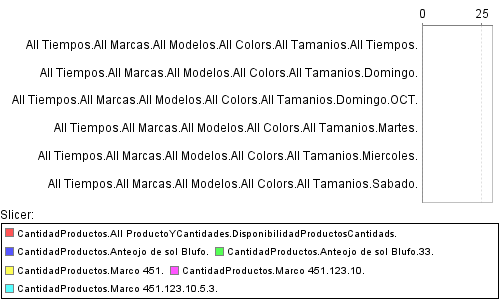 0 25
All Tiempos.All Marcas.All Modelos.All Colors.All Tamanios.All Tiempos.
All Tiempos.All Marcas.All Modelos.All Colors.All Tamanios.Domingo.
All Tiempos.All Marcas.All Modelos.All Colors.All Tamanios.Domingo.OCT.
All Tiempos.All Marcas.All Modelos.All Colors.All Tamanios.Martes.
All Tiempos.All Marcas.All Modelos.All Colors.All Tamanios.Miercoles.
All Tiempos.All Marcas.All Modelos.All Colors.All Tamanios.Sabado.
Slicer:
CantidadProductos.All ProductoYCantidades.DisponibilidadProductosCantidads.
CantidadProductos.Anteojo de sol Blufo. CantidadProductos.Anteojo de sol Blufo.33.
CantidadProductos.Marco 451. CantidadProductos.Marco 451.123.10.
CantidadProductos.Marco 451.123.10.5.3.